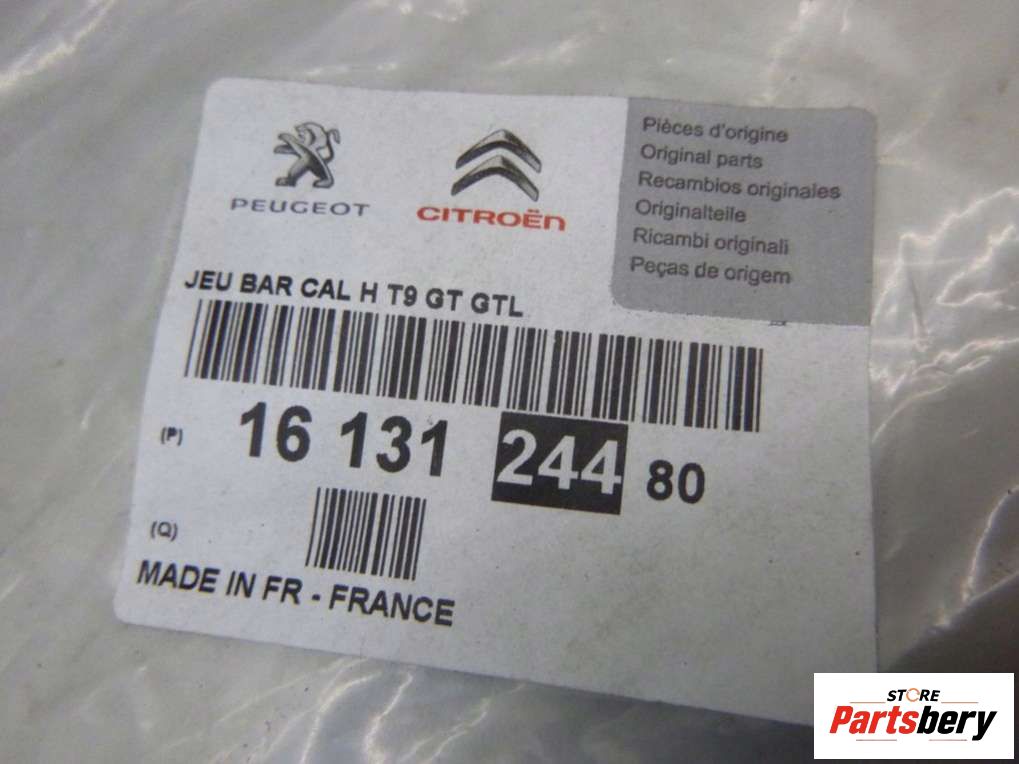 PEUGEOT
CITROËN
Pièces d'origine
Original parts
Recambios originales
Originalteile
Ricambi originali
Peças de origem
JEU BAR CAL H T9 GT GTL
(P) 16 131 244 80
(Q)
MADE IN FR - FRANCE
STORE
Partsbery